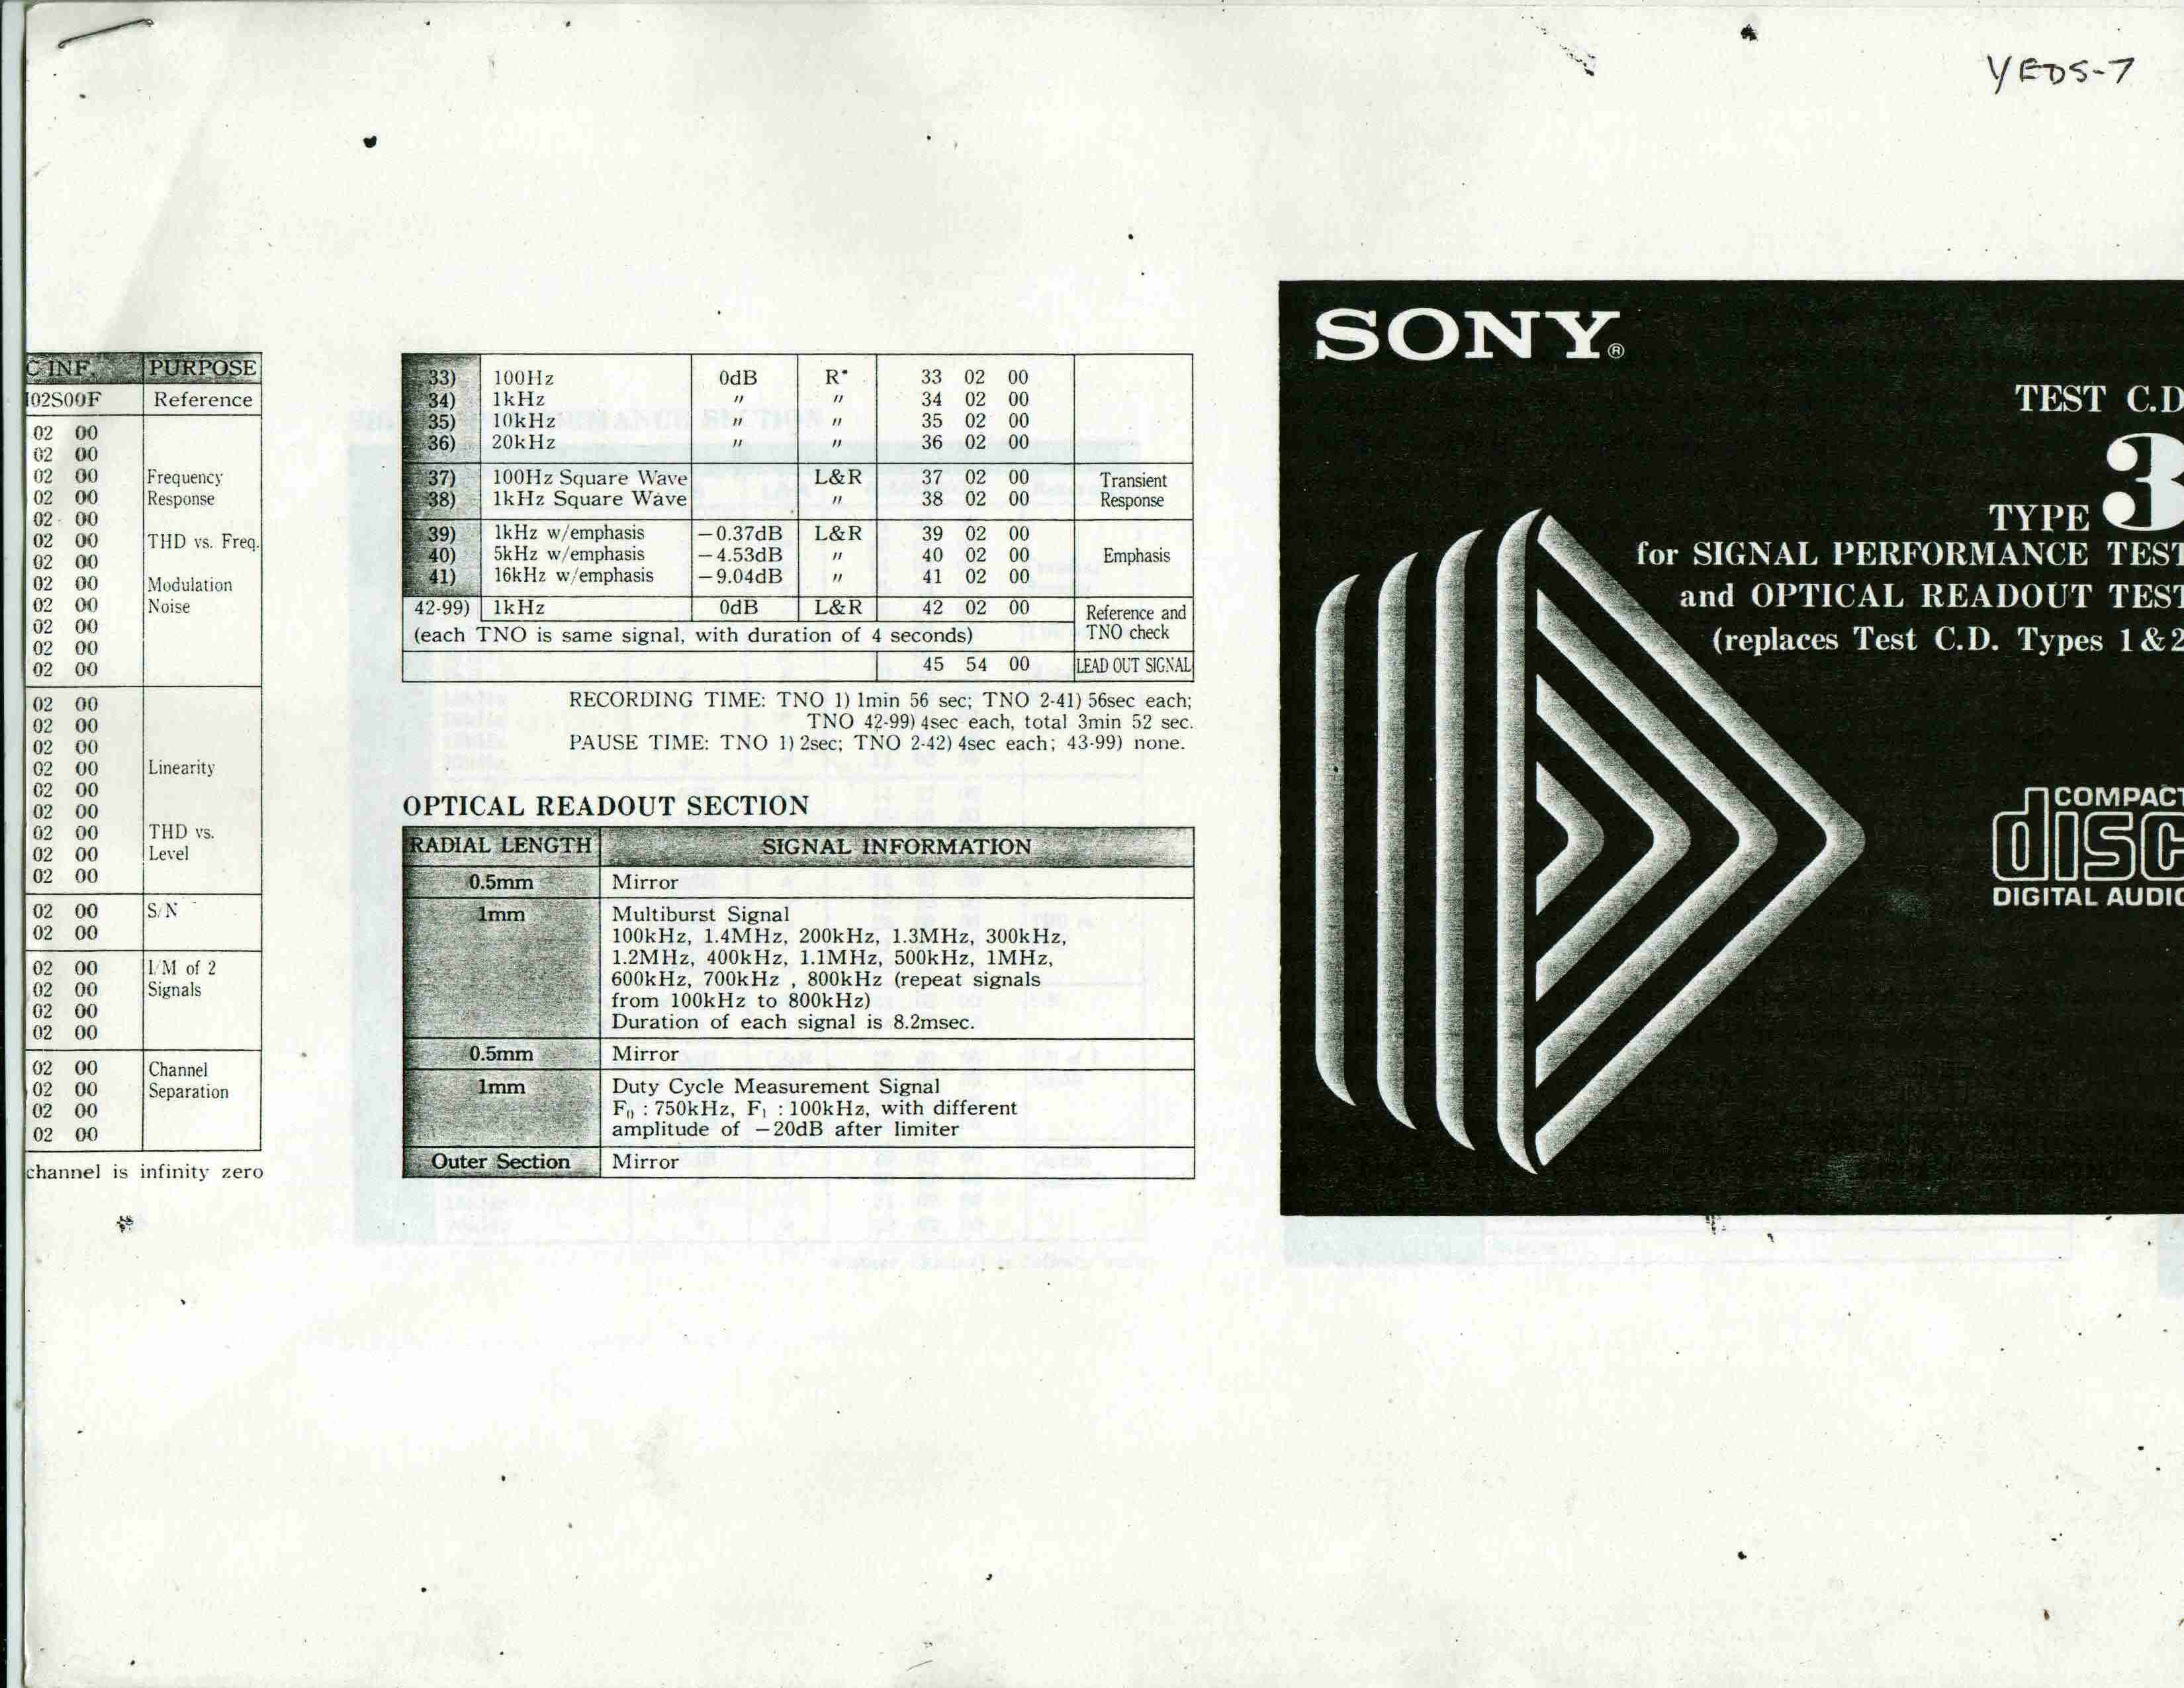 YEDS-7
C INF. PURPOSE
02S00F Reference
02 00
02 00
02 00 Frequency
02 00 Response
02 00
02 00 THD vs. Freq.
02 00
02 00 Modulation
02 00 Noise
02 00
02 00
02 00
02 00
02 00
02 00
02 00 Linearity
02 00
02 00
02 00 THD vs.
02 00 Level
02 00
02 00 S/N
02 00
02 00 I/M of 2
02 00 Signals
02 00
02 00
02 00 Channel
02 00 Separation
02 00
02 00
channel is infinity zero
33) 100Hz 0dB R* 33 02 00
34) 1kHz " " 34 02 00
35) 10kHz " " 35 02 00
36) 20kHz " " 36 02 00
37) 100Hz Square Wave L&R 37 02 00 Transient
38) 1kHz Square Wave " 38 02 00 Response
39) 1kHz w/emphasis −0.37dB L&R 39 02 00
40) 5kHz w/emphasis −4.53dB " 40 02 00 Emphasis
41) 16kHz w/emphasis −9.04dB " 41 02 00
42-99) 1kHz 0dB L&R 42 02 00 Reference and
(each TNO is same signal, with duration of 4 seconds) TNO check
45 54 00 LEAD OUT SIGNAL
RECORDING TIME: TNO 1) 1min 56 sec; TNO 2-41) 56sec each;
TNO 42-99) 4sec each, total 3min 52 sec.
PAUSE TIME: TNO 1) 2sec; TNO 2-42) 4sec each; 43-99) none.
OPTICAL READOUT SECTION
RADIAL LENGTH SIGNAL INFORMATION
0.5mm Mirror
1mm Multiburst Signal
100kHz, 1.4MHz, 200kHz, 1.3MHz, 300kHz,
1.2MHz, 400kHz, 1.1MHz, 500kHz, 1MHz,
600kHz, 700kHz , 800kHz (repeat signals
from 100kHz to 800kHz)
Duration of each signal is 8.2msec.
0.5mm Mirror
1mm Duty Cycle Measurement Signal
F₀ : 750kHz, F₁ : 100kHz, with different
amplitude of −20dB after limiter
Outer Section Mirror
SONY®
TEST C.D
TYPE 3
for SIGNAL PERFORMANCE TEST
and OPTICAL READOUT TEST
(replaces Test C.D. Types 1 & 2
COMPACT
disc
DIGITAL AUDIO